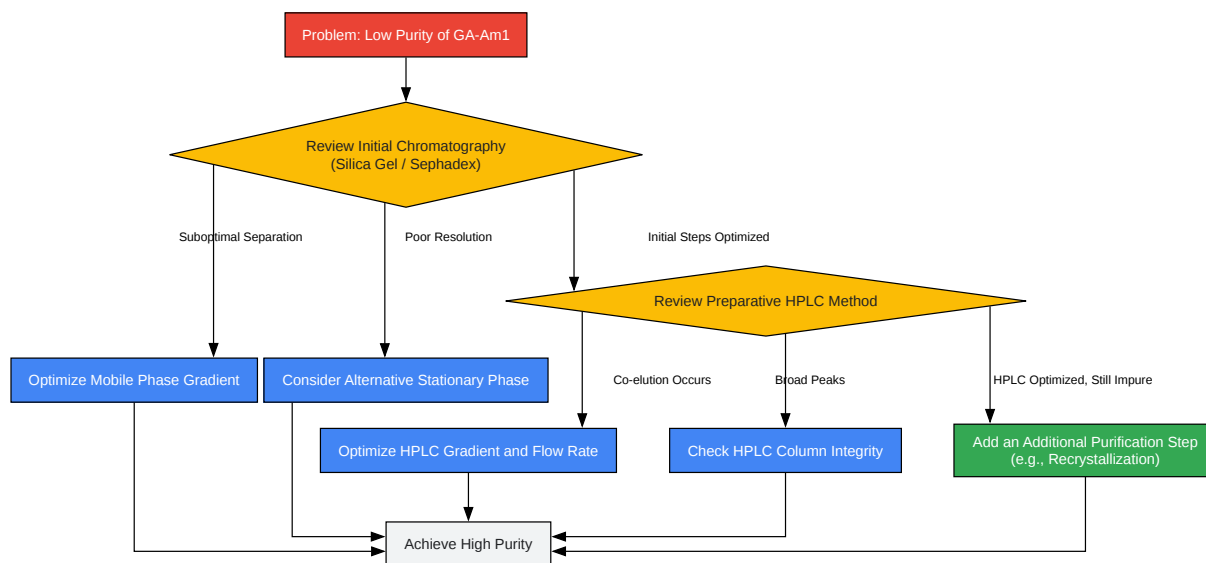 Problem: Low Purity of GA-Am1
Review Initial Chromatography
(Silica Gel / Sephadex)
Suboptimal Separation
Poor Resolution
Initial Steps Optimized
Review Preparative HPLC Method
Optimize Mobile Phase Gradient
Consider Alternative Stationary Phase
Co-elution Occurs
Broad Peaks
HPLC Optimized, Still Impure
Optimize HPLC Gradient and Flow Rate
Check HPLC Column Integrity
Add an Additional Purification Step
(e.g., Recrystallization)
Achieve High Purity